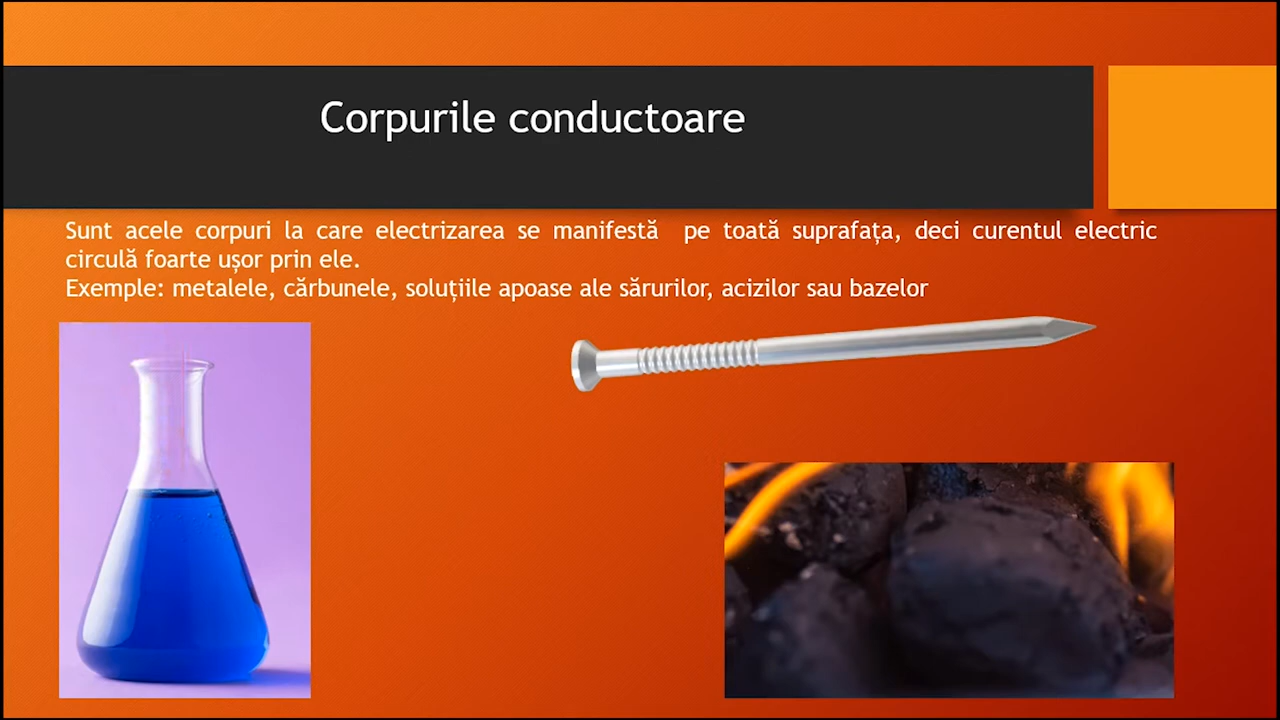 Corpurile conductoare
Sunt acele corpuri la care electrizarea se manifestă pe toată suprafața, deci curentul electric
circulă foarte ușor prin ele.
Exemple: metalele, cărbunele, soluțiile apoase ale sărurilor, acizilor sau bazelor